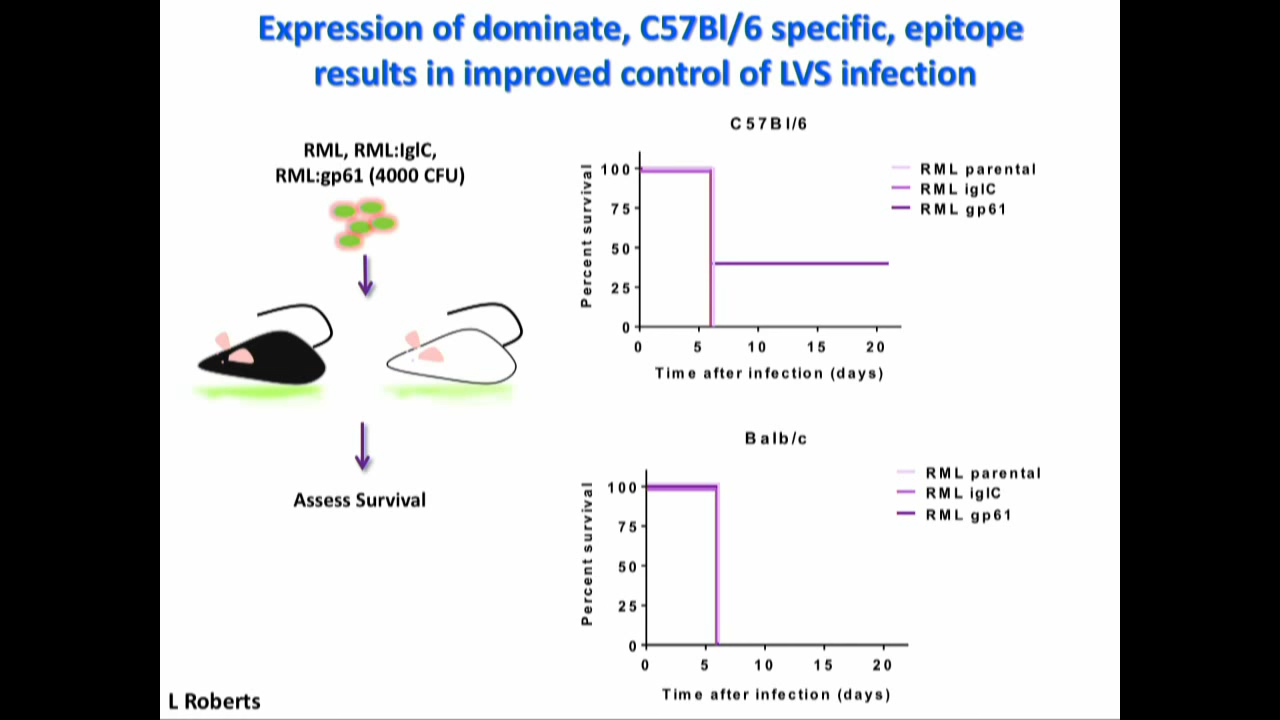 Expression of dominate, C57Bl/6 specific, epitope
results in improved control of LVS infection
RML, RML:IglC,
RML:gp61 (4000 CFU)
Assess Survival
L Roberts
C57Bl/6
Percent survival
100
75
50
25
0
0 5 10 15 20
Time after infection (days)
RML parental
RML iglC
RML gp61
Balb/c
Percent survival
100
75
50
25
0
0 5 10 15 20
Time after infection (days)
RML parental
RML iglC
RML gp61